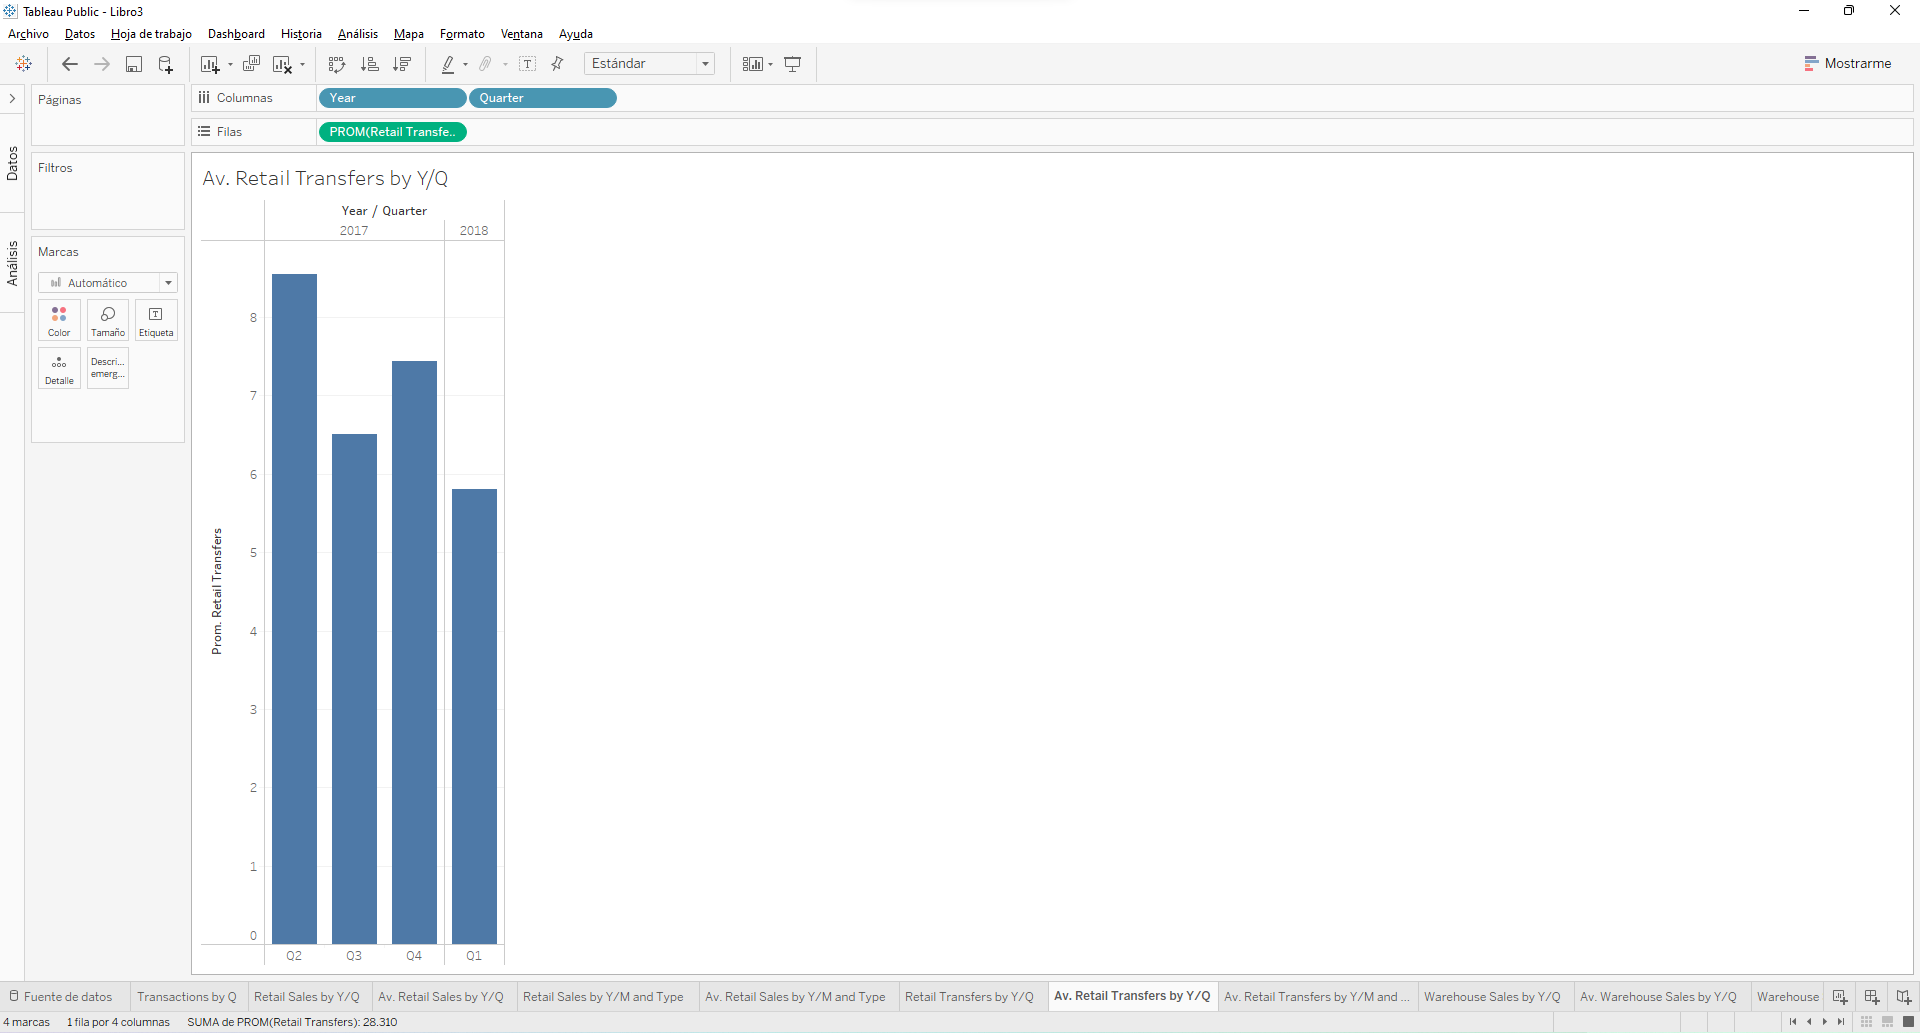 Tableau Public - Libro3
Archivo Datos Hoja de trabajo Dashboard Historia Análisis Mapa Formato Ventana Ayuda
Estándar
Mostrarme
Páginas
Columnas Year Quarter
Filas PROM(Retail Transfe..
Datos
Análisis
Filtros
Marcas
Automático
Color Tamaño Etiqueta
Detalle
Descri...
emerg...
Av. Retail Transfers by Y/Q
Year / Quarter
2017 2018
8
7
6
5
4
3
2
1
0
Prom. Retail Transfers
Q2 Q3 Q4 Q1
Fuente de datos Transactions by Q Retail Sales by Y/Q Av. Retail Sales by Y/Q Retail Sales by Y/M and Type Av. Retail Sales by Y/M and Type Retail Transfers by Y/Q Av. Retail Transfers by Y/Q Av. Retail Transfers by Y/M and ... Warehouse Sales by Y/Q Av. Warehouse Sales by Y/Q Warehouse
4 marcas 1 fila por 4 columnas SUMA de PROM(Retail Transfers): 28.310